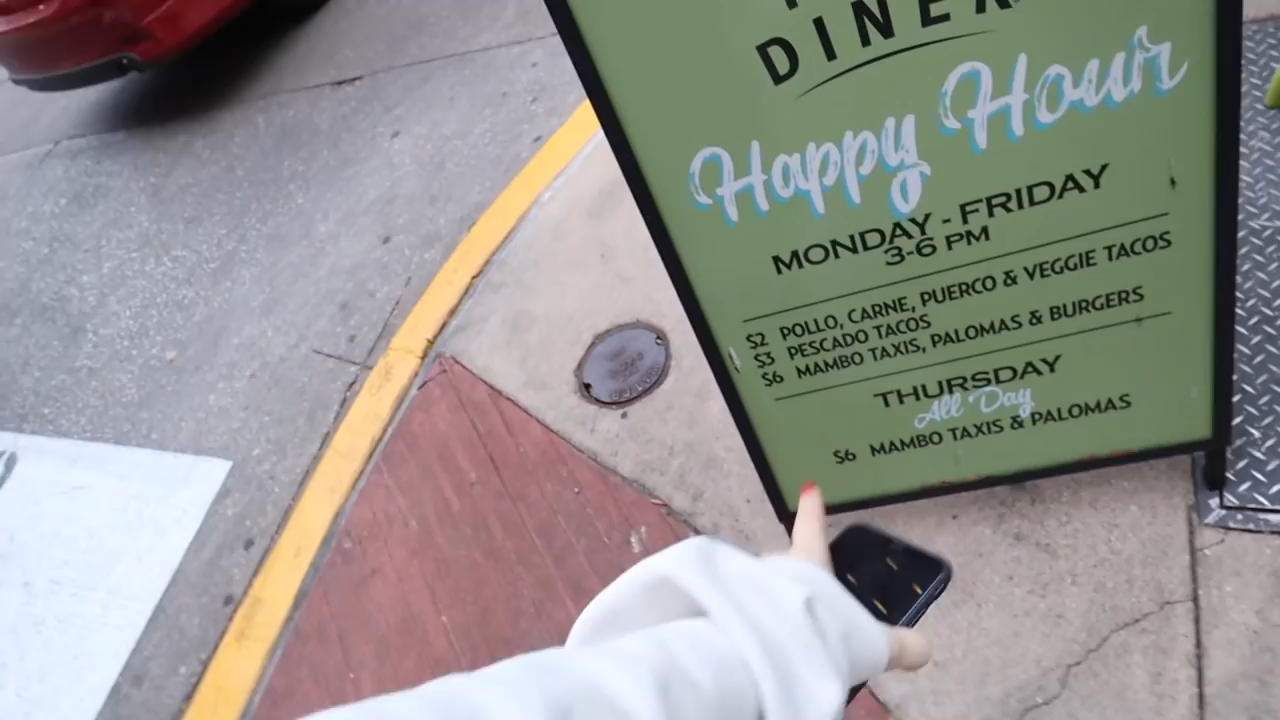 DINER
Happy Hour
MONDAY - FRIDAY
3-6 PM
$2 POLLO, CARNE, PUERCO & VEGGIE TACOS
$3 PESCADO TACOS
$6 MAMBO TAXIS, PALOMAS & BURGERS
THURSDAY
All Day
$6 MAMBO TAXIS & PALOMAS